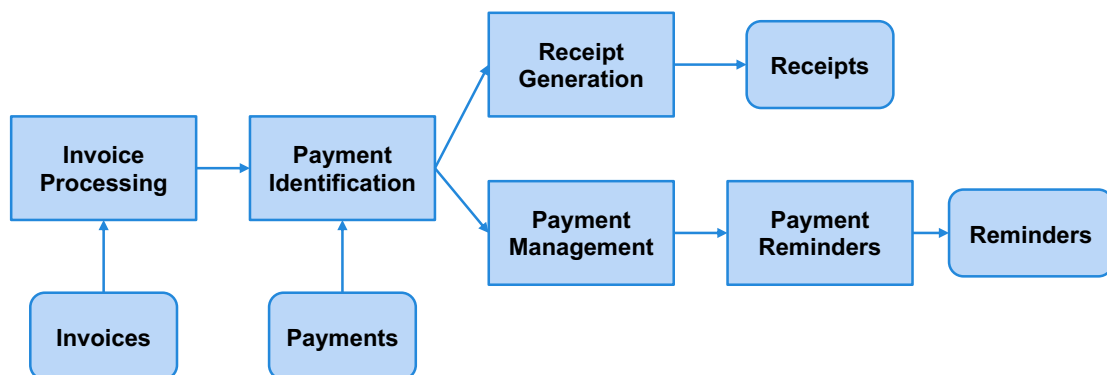 Receipt
Generation
Receipts
Invoice
Processing
Payment
Identification
Payment
Management
Payment
Reminders
Reminders
Invoices
Payments